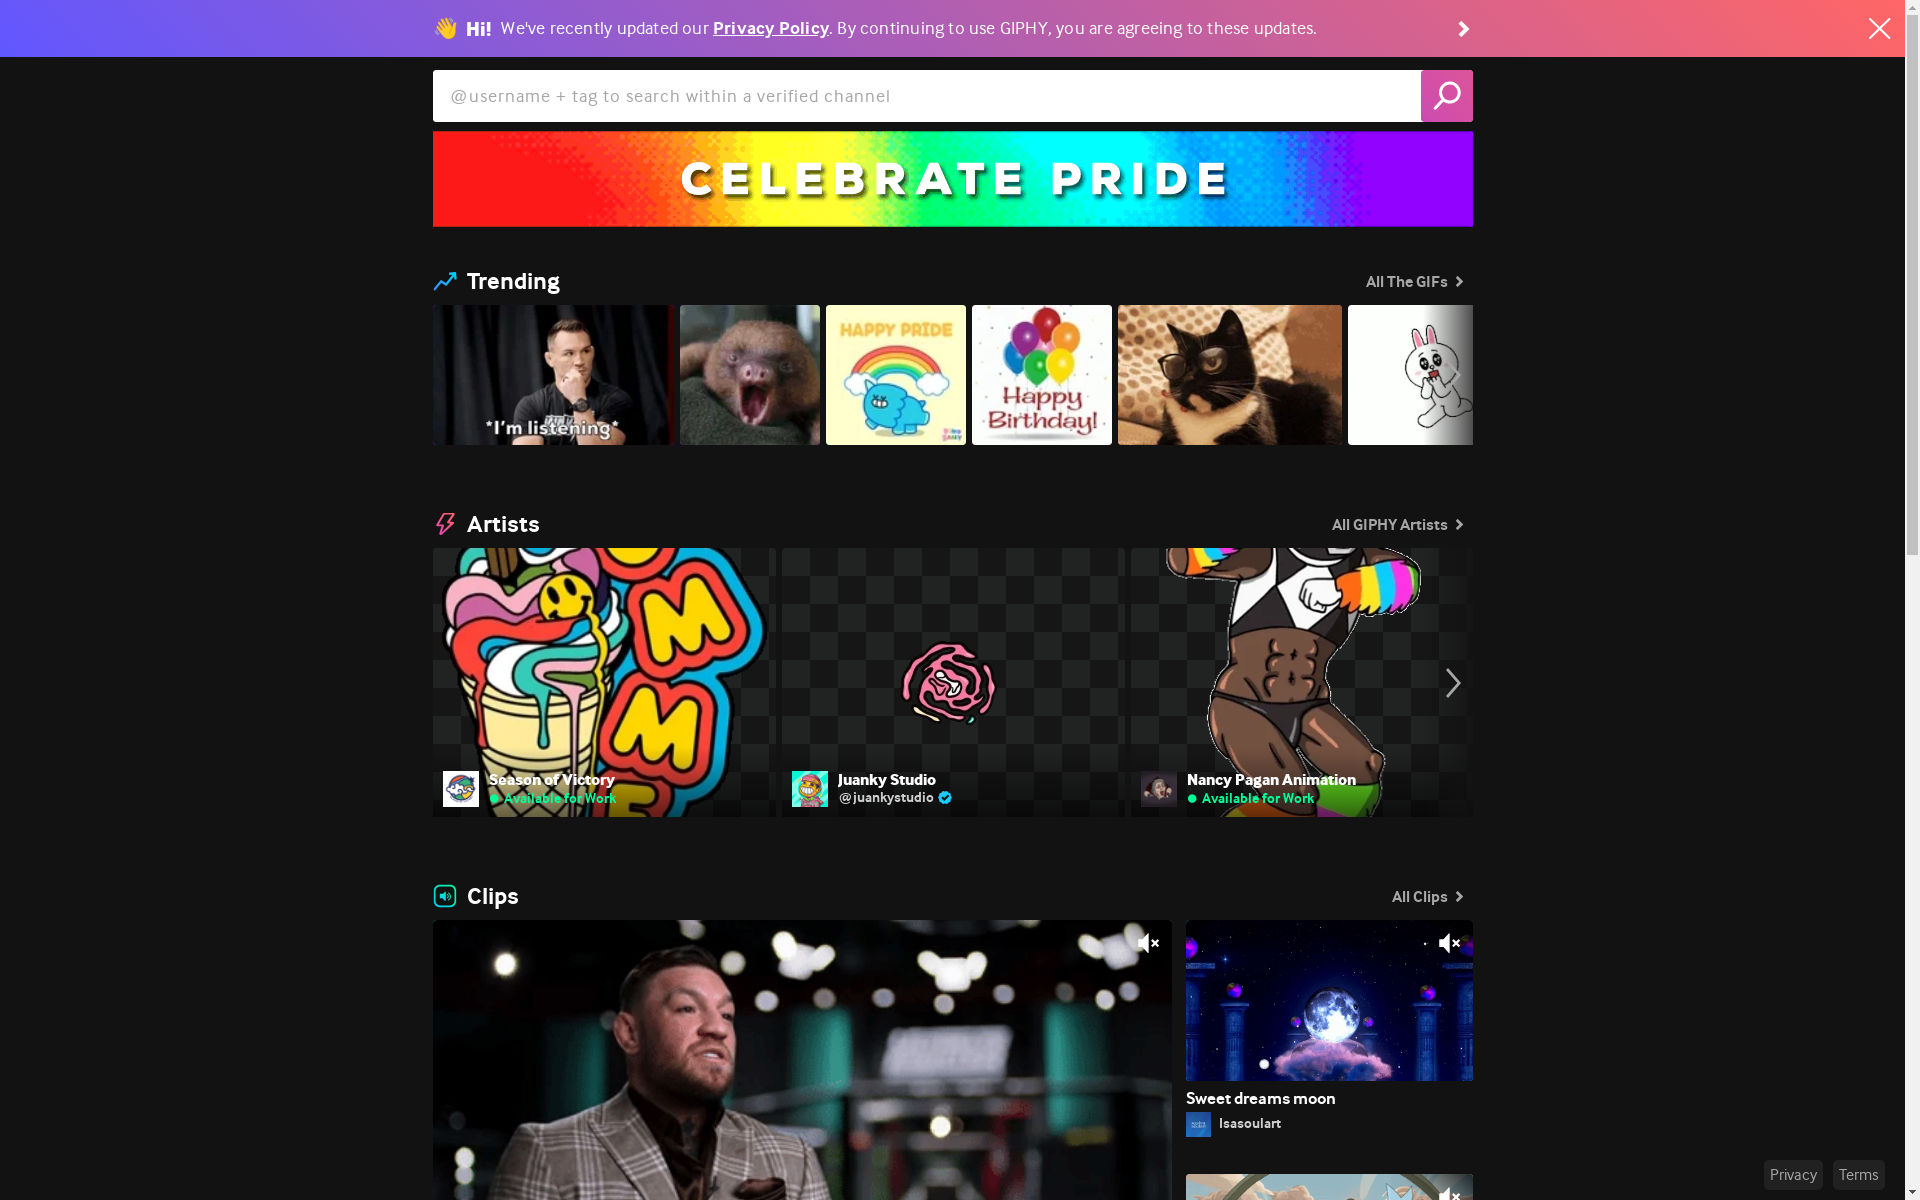 👋 Hi! We've recently updated our Privacy Policy. By continuing to use GIPHY, you are agreeing to these updates.
@username + tag to search within a verified channel
CELEBRATE PRIDE
Trending
All The GIFs
*I'm listening*
HAPPY PRIDE
Happy
Birthday!
Artists
All GIPHY Artists
Season of Victory
Available for Work
Juanky Studio
@juankystudio
Nancy Pagan Animation
Available for Work
Clips
All Clips
Sweet dreams moon
Isasoulart
Privacy
Terms